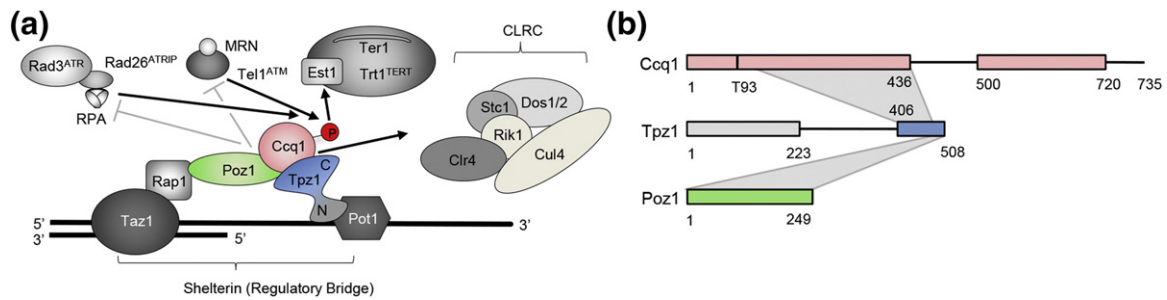 (a)
MRN
Rad3ATR
Rad26ATRIP
Tel1ATM
RPA
Ter1
Est1
Trt1TERT
CLRC
P
Ccq1
Stc1
Dos1/2
Rik1
Clr4
Cul4
Poz1
Tpz1
C
N
Rap1
Taz1
Pot1
5’
3’
3’
5’
Shelterin (Regulatory Bridge)
(b)
Ccq1
1
T93
436
500
720
735
406
Tpz1
1
223
508
Poz1
1
249